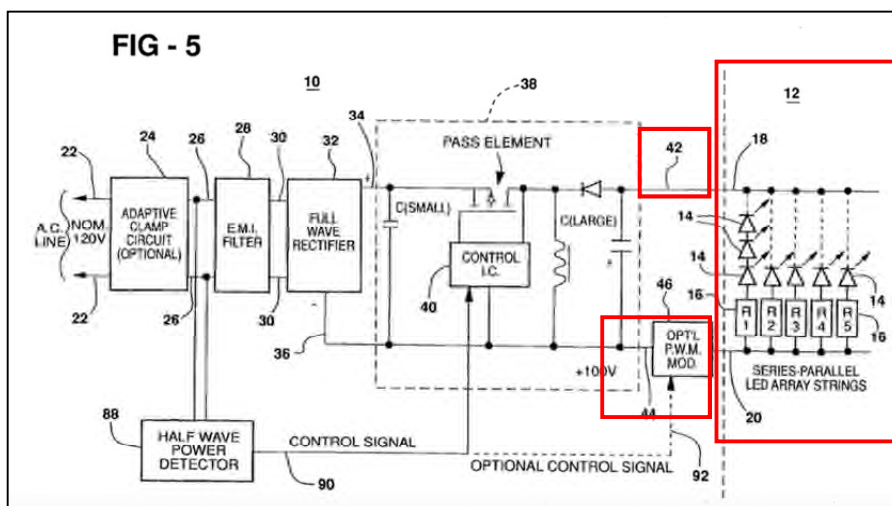 FIG - 5
10
38
12
24
26
28
30
32
34
PASS ELEMENT
42
18
22
A.C. LINE
NOM. 120V
ADAPTIVE
CLAMP
CIRCUIT
(OPTIONAL)
E.M.I.
FILTER
FULL
WAVE
RECTIFIER
+
C(SMALL)
C(LARGE)
14
CONTROL
I.C.
40
46
14
14
16
R
1
R
2
R
3
R
4
R
5
16
22
26
30
-
36
OPT'L
P.W.M.
MOD.
+100V
44
20
SERIES-PARALLEL
LED ARRAY STRINGS
88
HALF WAVE
POWER
DETECTOR
CONTROL SIGNAL
90
OPTIONAL CONTROL SIGNAL
92